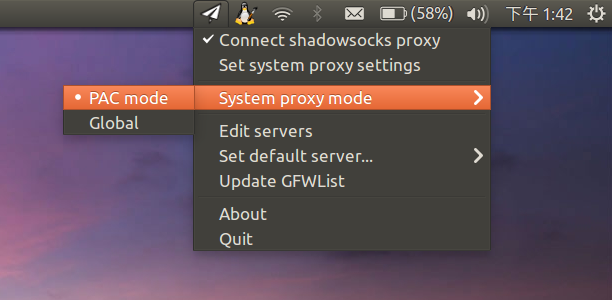 (58%) 下午 1:42
Connect shadowsocks proxy
Set system proxy settings
PAC mode
System proxy mode
Global
Edit servers
Set default server...
Update GFWList
About
Quit